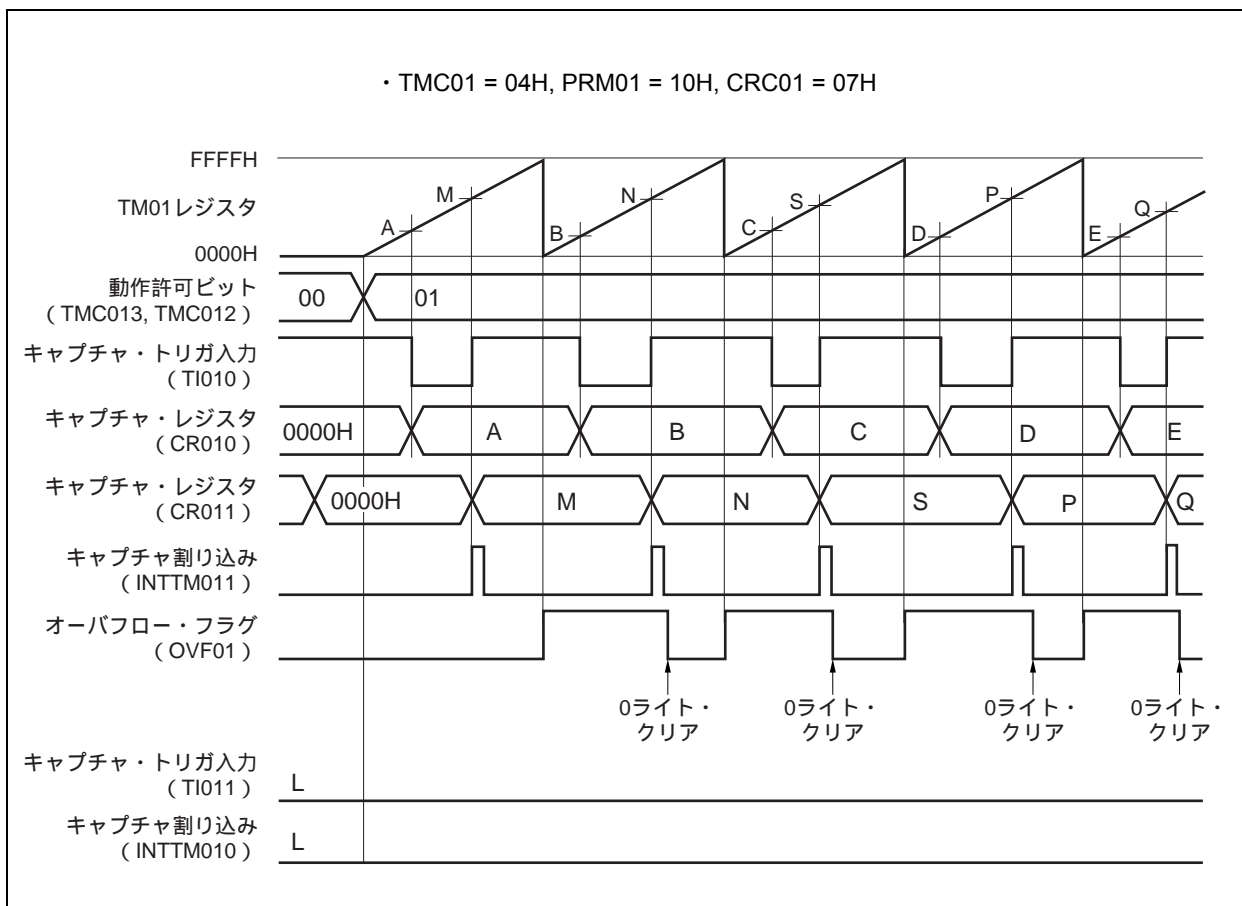 ・TMC01 = 04H, PRM01 = 10H, CRC01 = 07H
FFFFH
TM01レジスタ
0000H
A
M
B
N
C
S
D
P
E
Q
動作許可ビット
(TMC013, TMC012)
00
01
キャプチャ・トリガ入力
(TI010)
キャプチャ・レジスタ
(CR010)
0000H
A
B
C
D
E
キャプチャ・レジスタ
(CR011)
0000H
M
N
S
P
Q
キャプチャ割り込み
(INTTM011)
オーバフロー・フラグ
(OVF01)
0ライト・
クリア
0ライト・
クリア
0ライト・
クリア
0ライト・
クリア
キャプチャ・トリガ入力
(TI011)
L
キャプチャ割り込み
(INTTM010)
L